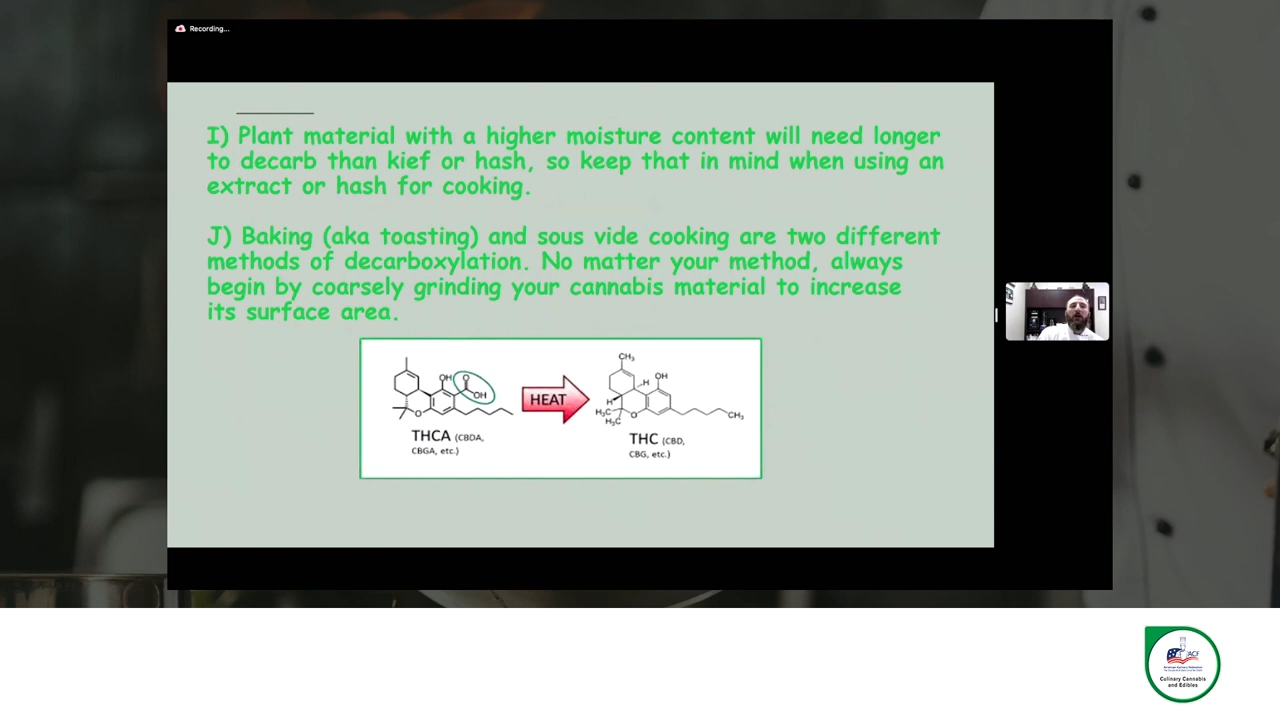 Recording...
I) Plant material with a higher moisture content will need longer
to decarb than kief or hash, so keep that in mind when using an
extract or hash for cooking.
J) Baking (aka toasting) and sous vide cooking are two different
methods of decarboxylation. No matter your method, always
begin by coarsely grinding your cannabis material to increase
its surface area.
OH
O
OH
O
THCA (CBDA,
CBGA, etc.)
HEAT
CH₃
OH
H
H
H₃C
H₃C
O
CH₃
THC (CBD,
CBG, etc.)
ACF
American Culinary Federation
Culinary Cannabis
and Edibles